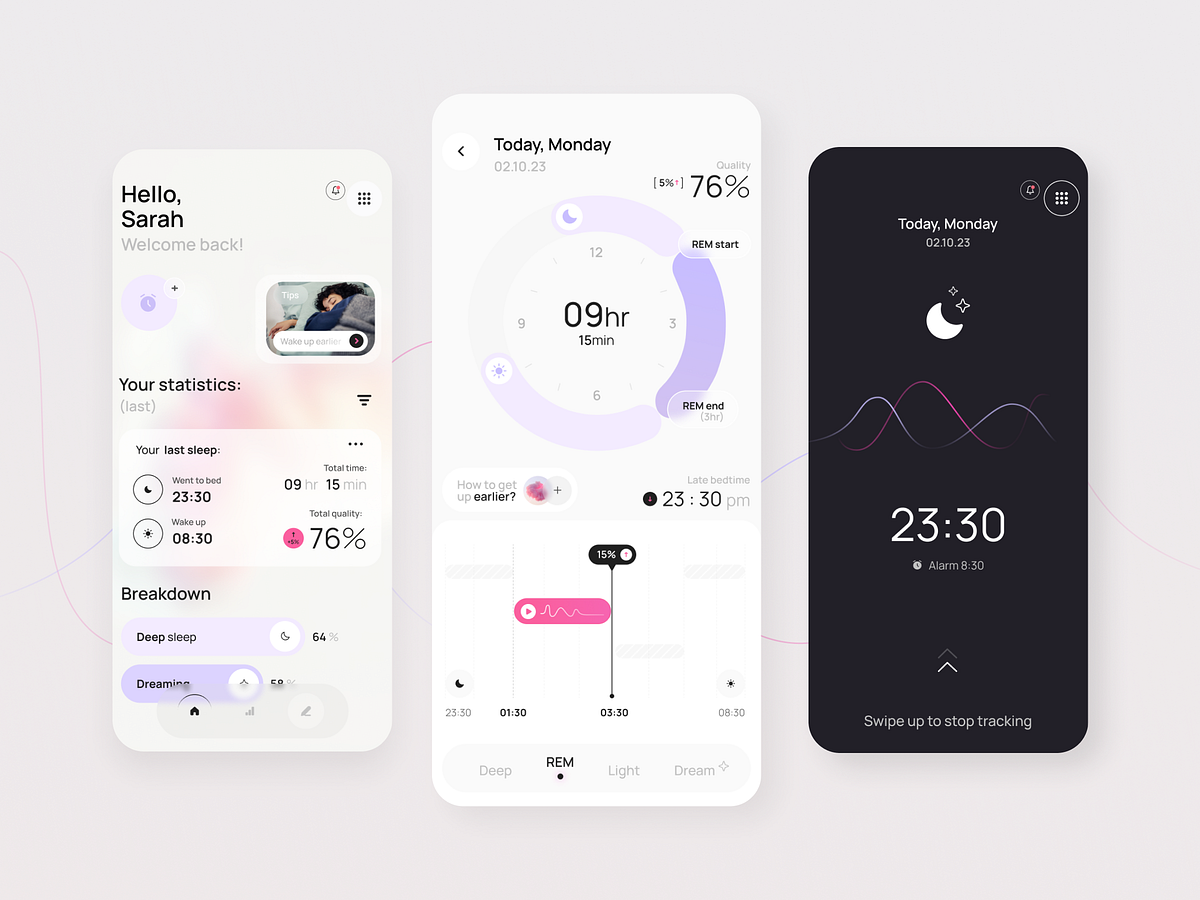 Hello,
Sarah
Welcome back!
+
Tips
Wake up earlier
Your statistics:
(last)
Your last sleep:
Went to bed
23:30
Total time:
09 hr 15 min
Wake up
08:30
Total quality:
+5%
76%
Breakdown
Deep sleep
64 %
Dreaming
58 %
Today, Monday
02.10.23
Quality
[ 5%↑ ] 76%
REM start
12
9
3
6
09hr
15min
REM end
(3hr)
How to get
up earlier?
+
Late bedtime
23 : 30 pm
15% ↑
23:30
01:30
03:30
08:30
Deep
REM
Light
Dream
Today, Monday
02.10.23
23:30
Alarm 8:30
Swipe up to stop tracking